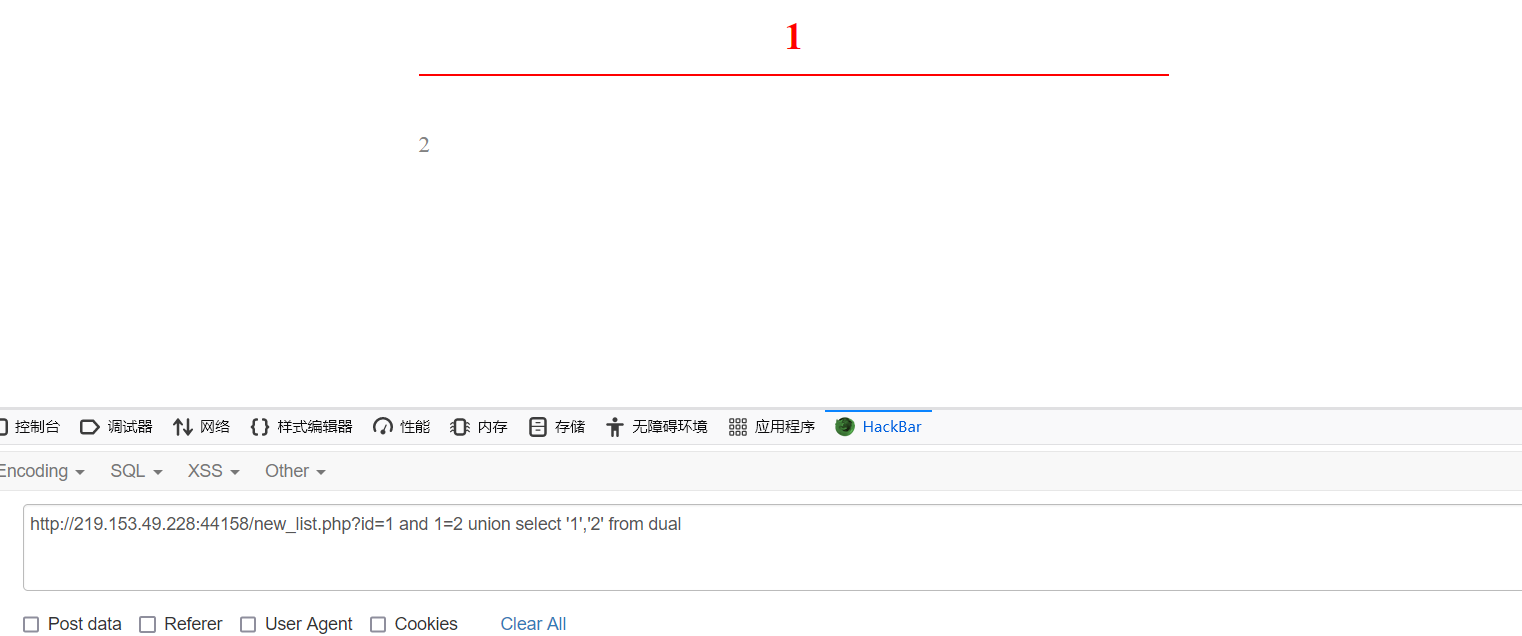 1
2
控制台 调试器 网络 样式编辑器 性能 内存 存储 无障碍环境 应用程序 HackBar
Encoding SQL XSS Other
http://219.153.49.228:44158/new_list.php?id=1 and 1=2 union select '1','2' from dual
Post data Referer User Agent Cookies Clear All